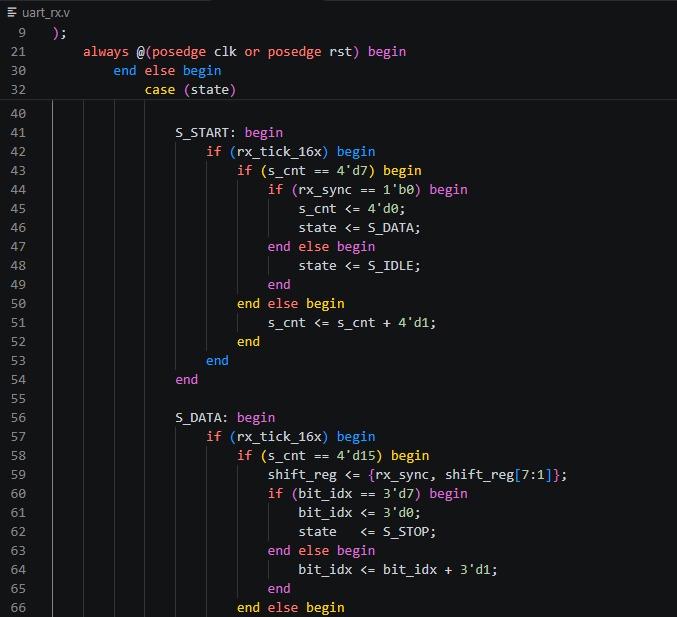 uart_rx.v
9 );
21 always @(posedge clk or posedge rst) begin
30 end else begin
32 case (state)
40
41 S_START: begin
42 if (rx_tick_16x) begin
43 if (s_cnt == 4'd7) begin
44 if (rx_sync == 1'b0) begin
45 s_cnt <= 4'd0;
46 state <= S_DATA;
47 end else begin
48 state <= S_IDLE;
49 end
50 end else begin
51 s_cnt <= s_cnt + 4'd1;
52 end
53 end
54 end
55
56 S_DATA: begin
57 if (rx_tick_16x) begin
58 if (s_cnt == 4'd15) begin
59 shift_reg <= {rx_sync, shift_reg[7:1]};
60 if (bit_idx == 3'd7) begin
61 bit_idx <= 3'd0;
62 state   <= S_STOP;
63 end else begin
64 bit_idx <= bit_idx + 3'd1;
65 end
66 end else begin